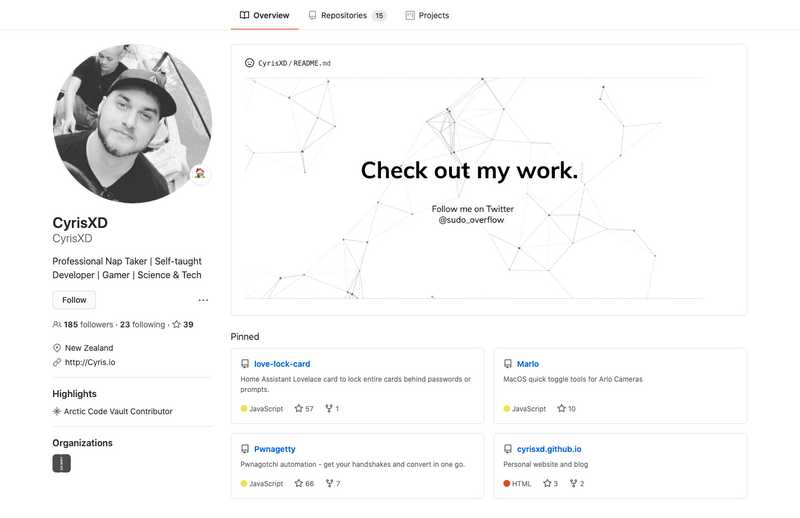 Overview
Repositories 15
Projects
CyrisXD
CyrisXD
Professional Nap Taker | Self-taught
Developer | Gamer | Science & Tech
Follow
185 followers · 23 following · 39
New Zealand
http://Cyris.io
Highlights
Arctic Code Vault Contributor
Organizations
CyrisXD / README.md
Check out my work.
Follow me on Twitter
@sudo_overflow
Pinned
love-lock-card
Home Assistant Lovelace card to lock entire cards behind passwords or
prompts.
JavaScript 57 1
Marlo
MacOS quick toggle tools for Arlo Cameras
JavaScript 10
Pwnagetty
Pwnagotchi automation - get your handshakes and convert in one go.
JavaScript 66 7
cyrisxd.github.io
Personal website and blog
HTML 3 2